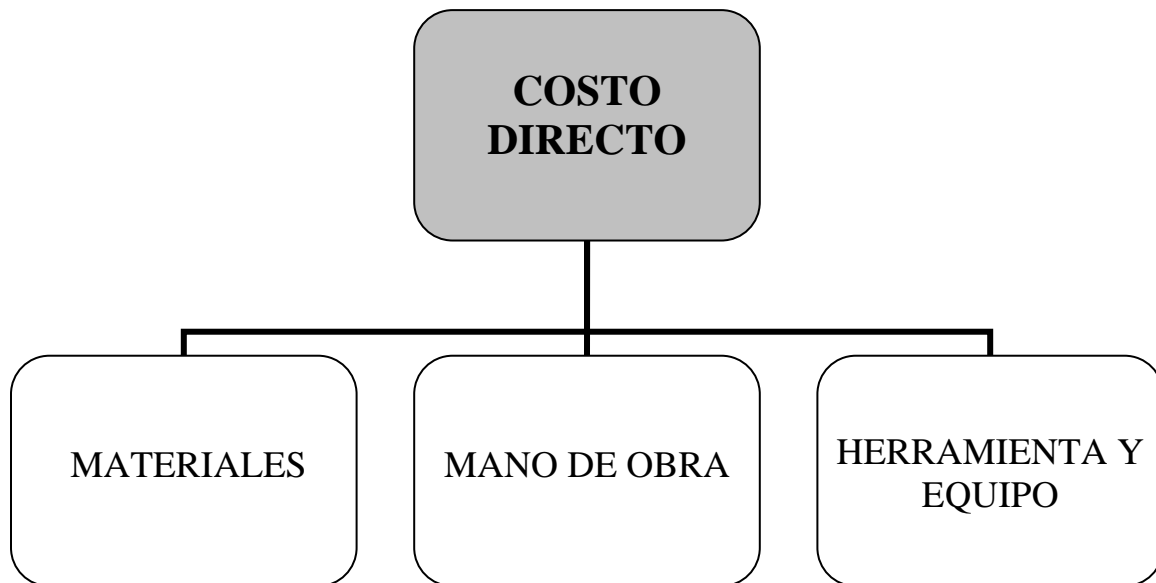 COSTO
DIRECTO
MATERIALES
MANO DE OBRA
HERRAMIENTA Y
EQUIPO